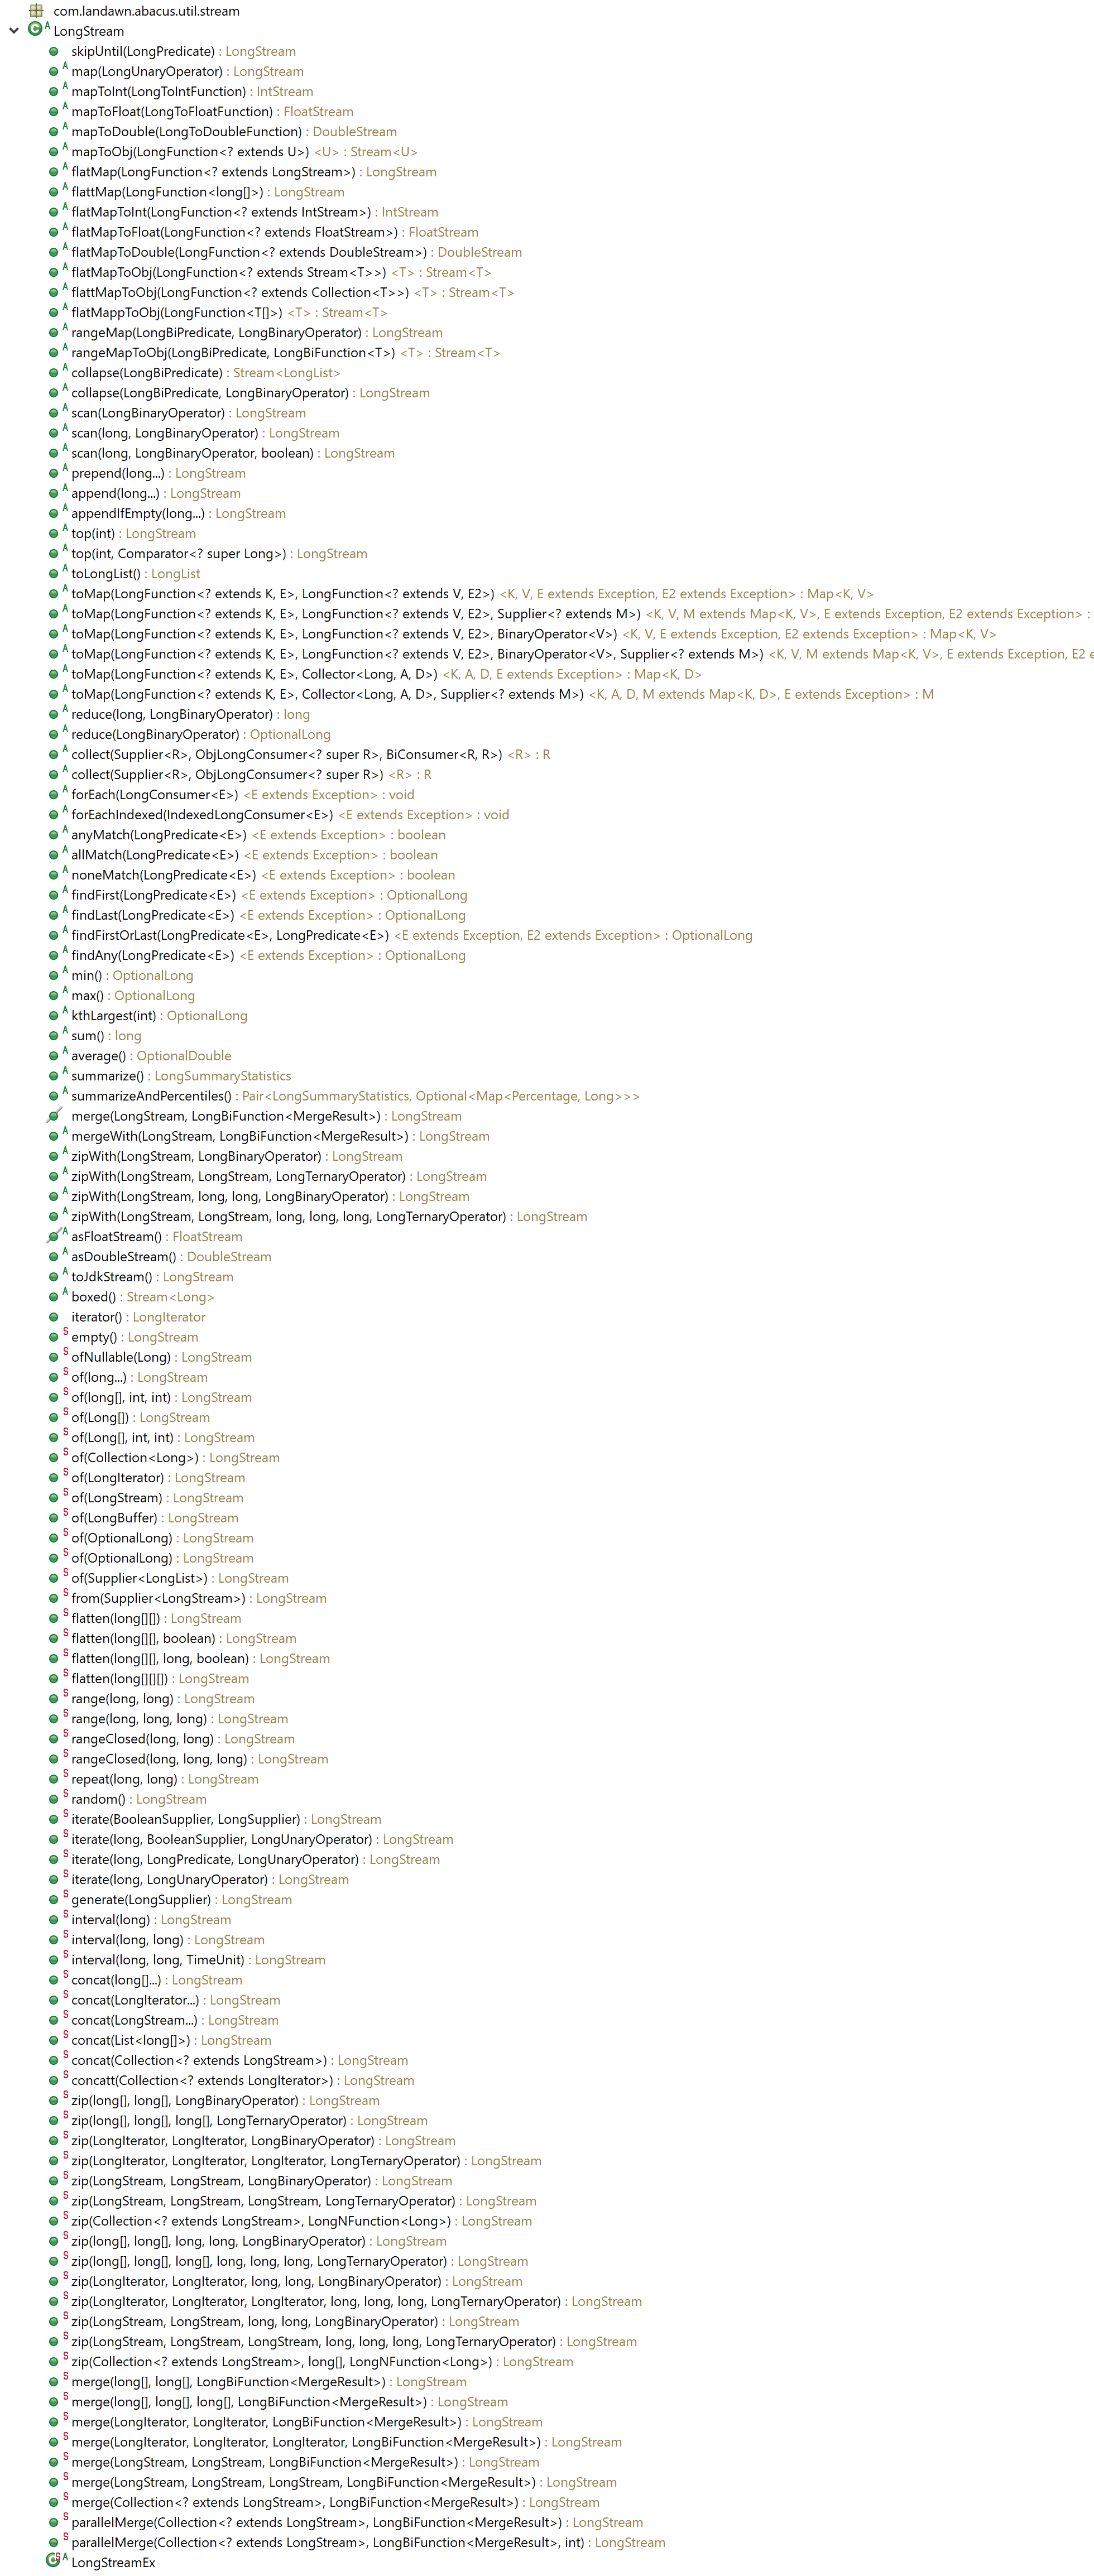 com.landawn.abacus.util.stream
LongStream
skipUntil(LongPredicate) : LongStream
map(LongUnaryOperator) : LongStream
mapToInt(LongToIntFunction) : IntStream
mapToFloat(LongToFloatFunction) : FloatStream
mapToDouble(LongToDoubleFunction) : DoubleStream
mapToObj(LongFunction<? extends U>) <U> : Stream<U>
flatMap(LongFunction<? extends LongStream>) : LongStream
flattMap(LongFunction<long[]>) : LongStream
flatMapToInt(LongFunction<? extends IntStream>) : IntStream
flatMapToFloat(LongFunction<? extends FloatStream>) : FloatStream
flatMapToDouble(LongFunction<? extends DoubleStream>) : DoubleStream
flatMapToObj(LongFunction<? extends Stream<T>>) <T> : Stream<T>
flattMapToObj(LongFunction<? extends Collection<T>>) <T> : Stream<T>
flatMappToObj(LongFunction<T[]>) <T> : Stream<T>
rangeMap(LongBiPredicate, LongBinaryOperator) : LongStream
rangeMapToObj(LongBiPredicate, LongBiFunction<T>) <T> : Stream<T>
collapse(LongBiPredicate) : Stream<LongList>
collapse(LongBiPredicate, LongBinaryOperator) : LongStream
scan(LongBinaryOperator) : LongStream
scan(long, LongBinaryOperator) : LongStream
scan(long, LongBinaryOperator, boolean) : LongStream
prepend(long...) : LongStream
append(long...) : LongStream
appendIfEmpty(long...) : LongStream
top(int) : LongStream
top(int, Comparator<? super Long>) : LongStream
toLongList() : LongList
toMap(LongFunction<? extends K, E>, LongFunction<? extends V, E2>) <K, V, E extends Exception, E2 extends Exception> : Map<K, V>
toMap(LongFunction<? extends K, E>, LongFunction<? extends V, E2>, Supplier<? extends M>) <K, V, M extends Map<K, V>, E extends Exception, E2 extends Exception> :
toMap(LongFunction<? extends K, E>, LongFunction<? extends V, E2>, BinaryOperator<V>) <K, V, E extends Exception, E2 extends Exception> : Map<K, V>
toMap(LongFunction<? extends K, E>, LongFunction<? extends V, E2>, BinaryOperator<V>, Supplier<? extends M>) <K, V, M extends Map<K, V>, E extends Exception, E2 e
toMap(LongFunction<? extends K, E>, Collector<Long, A, D>) <K, A, D, E extends Exception> : Map<K, D>
toMap(LongFunction<? extends K, E>, Collector<Long, A, D>, Supplier<? extends M>) <K, A, D, M extends Map<K, D>, E extends Exception> : M
reduce(long, LongBinaryOperator) : long
reduce(LongBinaryOperator) : OptionalLong
collect(Supplier<R>, ObjLongConsumer<? super R>, BiConsumer<R, R>) <R> : R
collect(Supplier<R>, ObjLongConsumer<? super R>) <R> : R
forEach(LongConsumer<E>) <E extends Exception> : void
forEachIndexed(IndexedLongConsumer<E>) <E extends Exception> : void
anyMatch(LongPredicate<E>) <E extends Exception> : boolean
allMatch(LongPredicate<E>) <E extends Exception> : boolean
noneMatch(LongPredicate<E>) <E extends Exception> : boolean
findFirst(LongPredicate<E>) <E extends Exception> : OptionalLong
findLast(LongPredicate<E>) <E extends Exception> : OptionalLong
findFirstOrLast(LongPredicate<E>, LongPredicate<E>) <E extends Exception, E2 extends Exception> : OptionalLong
findAny(LongPredicate<E>) <E extends Exception> : OptionalLong
min() : OptionalLong
max() : OptionalLong
kthLargest(int) : OptionalLong
sum() : long
average() : OptionalDouble
summarize() : LongSummaryStatistics
summarizeAndPercentiles() : Pair<LongSummaryStatistics, Optional<Map<Percentage, Long>>>
merge(LongStream, LongBiFunction<MergeResult>) : LongStream
mergeWith(LongStream, LongBiFunction<MergeResult>) : LongStream
zipWith(LongStream, LongBinaryOperator) : LongStream
zipWith(LongStream, LongStream, LongTernaryOperator) : LongStream
zipWith(LongStream, long, long, LongBinaryOperator) : LongStream
zipWith(LongStream, LongStream, long, long, long, LongTernaryOperator) : LongStream
asFloatStream() : FloatStream
asDoubleStream() : DoubleStream
toJdkStream() : LongStream
boxed() : Stream<Long>
iterator() : LongIterator
empty() : LongStream
ofNullable(Long) : LongStream
of(long...) : LongStream
of(long[], int, int) : LongStream
of(Long[]) : LongStream
of(Long[], int, int) : LongStream
of(Collection<Long>) : LongStream
of(LongIterator) : LongStream
of(LongStream) : LongStream
of(LongBuffer) : LongStream
of(OptionalLong) : LongStream
of(OptionalLong) : LongStream
of(Supplier<LongList>) : LongStream
from(Supplier<LongStream>) : LongStream
flatten(long[][]) : LongStream
flatten(long[][], boolean) : LongStream
flatten(long[][], long, boolean) : LongStream
flatten(long[][][]) : LongStream
range(long, long) : LongStream
range(long, long, long) : LongStream
rangeClosed(long, long) : LongStream
rangeClosed(long, long, long) : LongStream
repeat(long, long) : LongStream
random() : LongStream
iterate(BooleanSupplier, LongSupplier) : LongStream
iterate(long, BooleanSupplier, LongUnaryOperator) : LongStream
iterate(long, LongPredicate, LongUnaryOperator) : LongStream
iterate(long, LongUnaryOperator) : LongStream
generate(LongSupplier) : LongStream
interval(long) : LongStream
interval(long, long) : LongStream
interval(long, long, TimeUnit) : LongStream
concat(long[]...) : LongStream
concat(LongIterator...) : LongStream
concat(LongStream...) : LongStream
concat(List<long[]>) : LongStream
concat(Collection<? extends LongStream>) : LongStream
concatt(Collection<? extends LongIterator>) : LongStream
zip(long[], long[], LongBinaryOperator) : LongStream
zip(long[], long[], long[], LongTernaryOperator) : LongStream
zip(LongIterator, LongIterator, LongBinaryOperator) : LongStream
zip(LongIterator, LongIterator, LongIterator, LongTernaryOperator) : LongStream
zip(LongStream, LongStream, LongBinaryOperator) : LongStream
zip(LongStream, LongStream, LongStream, LongTernaryOperator) : LongStream
zip(Collection<? extends LongStream>, LongNFunction<Long>) : LongStream
zip(long[], long[], long, long, LongBinaryOperator) : LongStream
zip(long[], long[], long[], long, long, long, LongTernaryOperator) : LongStream
zip(LongIterator, LongIterator, long, long, LongBinaryOperator) : LongStream
zip(LongIterator, LongIterator, LongIterator, long, long, long, LongTernaryOperator) : LongStream
zip(LongStream, LongStream, long, long, LongBinaryOperator) : LongStream
zip(LongStream, LongStream, LongStream, long, long, long, LongTernaryOperator) : LongStream
zip(Collection<? extends LongStream>, long[], LongNFunction<Long>) : LongStream
merge(long[], long[], LongBiFunction<MergeResult>) : LongStream
merge(long[], long[], long[], LongBiFunction<MergeResult>) : LongStream
merge(LongIterator, LongIterator, LongBiFunction<MergeResult>) : LongStream
merge(LongIterator, LongIterator, LongIterator, LongBiFunction<MergeResult>) : LongStream
merge(LongStream, LongStream, LongBiFunction<MergeResult>) : LongStream
merge(LongStream, LongStream, LongStream, LongBiFunction<MergeResult>) : LongStream
merge(Collection<? extends LongStream>, LongBiFunction<MergeResult>) : LongStream
parallelMerge(Collection<? extends LongStream>, LongBiFunction<MergeResult>) : LongStream
parallelMerge(Collection<? extends LongStream>, LongBiFunction<MergeResult>, int) : LongStream
LongStreamEx